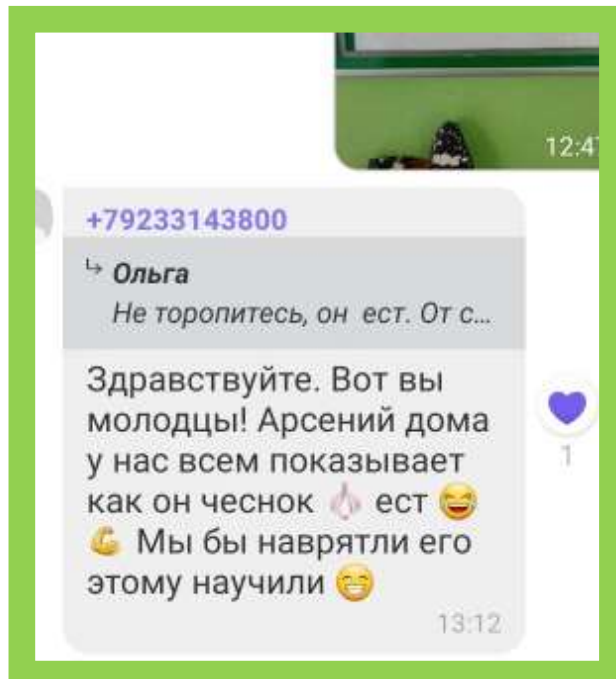 12:47
+79233143800
Ольга
Не торопитесь, он ест. От с...
Здравствуйте. Вот вы
молодцы! Арсений дома
у нас всем показывает
как он чеснок 🧄 ест 😂
💪 Мы бы наврятли его
этому научили 😁
1
13:12